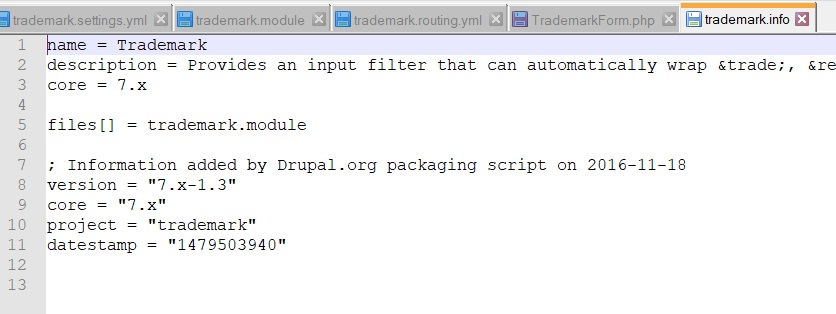 trademark.settings.yml trademark.module trademark.routing.yml TrademarkForm.php trademark.info
1 name = Trademark
2 description = Provides an input filter that can automatically wrap &trade;, &re
3 core = 7.x
4
5 files[] = trademark.module
6
7 ; Information added by Drupal.org packaging script on 2016-11-18
8 version = "7.x-1.3"
9 core = "7.x"
10 project = "trademark"
11 datestamp = "1479503940"
12
13